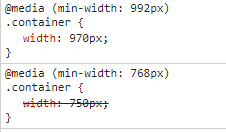 @media (min-width: 992px)
.container {
width: 970px;
}
@media (min-width: 768px)
.container {
width: 750px;
}